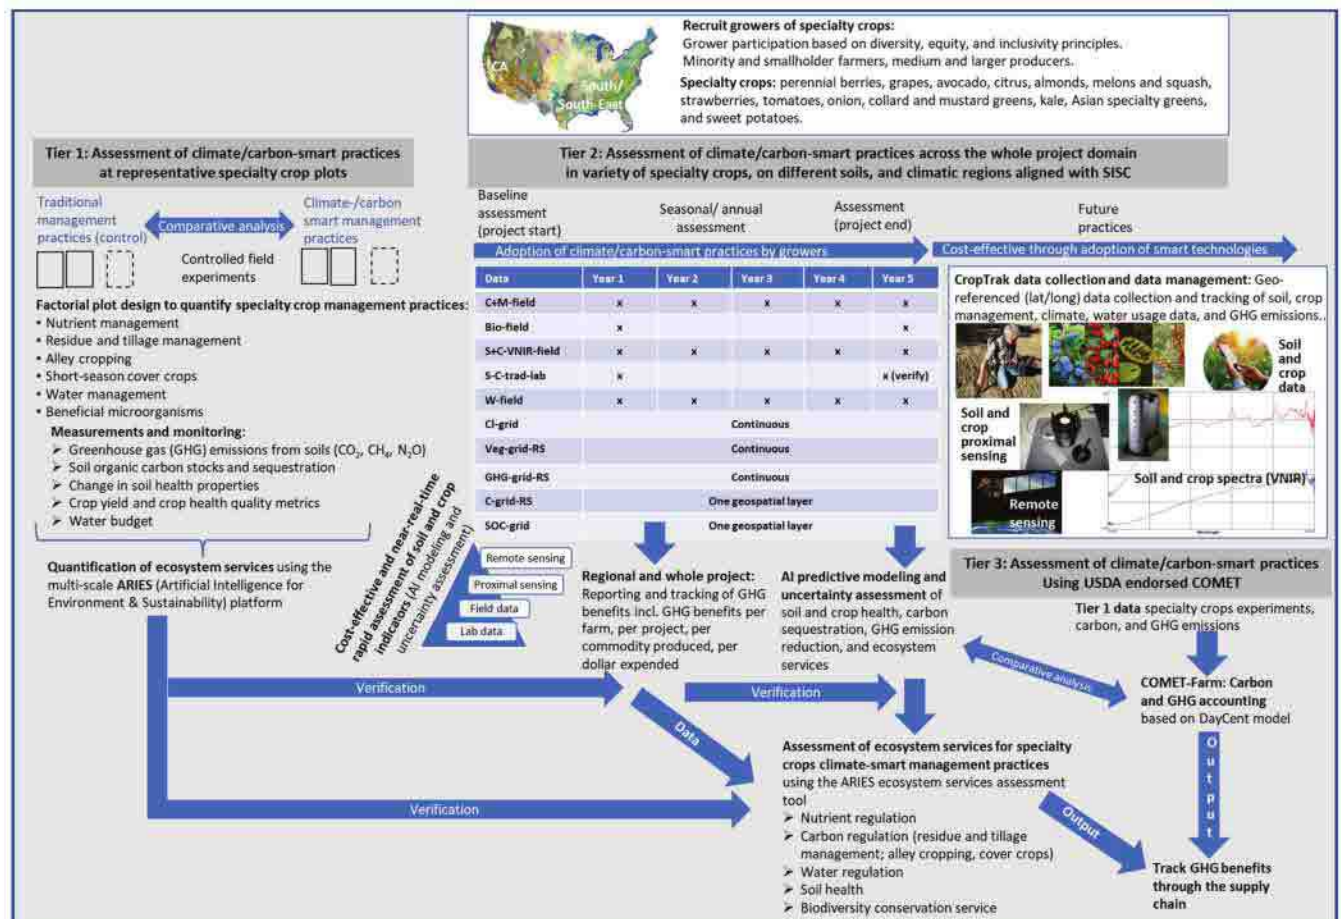 Recruit growers of specialty crops:
Grower participation based on diversity, equity, and inclusivity principles.
Minority and smallholder farmers, medium and larger producers.
Specialty crops: perennial berries, grapes, avocado, citrus, almonds, melons and squash,
strawberries, tomatoes, onion, collard and mustard greens, kale, Asian specialty greens,
and sweet potatoes.
CA
South/
South-East
Tier 1: Assessment of climate/carbon-smart practices
at representative specialty crop plots
Traditional
management
practices (control)
Comparative analysis
Climate-/carbon
smart management
practices
Controlled field
experiments
Factorial plot design to quantify specialty crop management practices:
▪ Nutrient management
▪ Residue and tillage management
▪ Alley cropping
▪ Short-season cover crops
▪ Water management
▪ Beneficial microorganisms
Measurements and monitoring:
➢ Greenhouse gas (GHG) emissions from soils (CO₂, CH₄, N₂O)
➢ Soil organic carbon stocks and sequestration
➢ Change in soil health properties
➢ Crop yield and crop health quality metrics
➢ Water budget
Quantification of ecosystem services using the
multi-scale ARIES (Artificial Intelligence for
Environment & Sustainability) platform
Tier 2: Assessment of climate/carbon-smart practices across the whole project domain
in variety of specialty crops, on different soils, and climatic regions aligned with SISC
Baseline
assessment
(project start)
Seasonal/ annual
assessment
Assessment
(project end)
Future
practices
Adoption of climate/carbon-smart practices by growers
Cost-effective through adoption of smart technologies
Data Year 1 Year 2 Year 3 Year 4 Year 5
C+M-field x x x x x
Bio-field x x
S+C-VNIR-field x x x x x
S-C-trad-lab x x (verify)
W-field x x x x x
Cl-grid Continuous
Veg-grid-RS Continuous
GHG-grid-RS Continuous
C-grid-RS One geospatial layer
SOC-grid One geospatial layer
CropTrak data collection and data management: Geo-
referenced (lat/long) data collection and tracking of soil, crop
management, climate, water usage data, and GHG emissions..
Soil
and
crop
data
Soil and
crop
proximal
sensing
Soil and crop spectra (VNIR)
Remote
sensing
Cost-effective and near-real-time
rapid assessment of soil and crop
indicators (AI modeling and
uncertainty assessment)
Remote sensing
Proximal sensing
Field data
Lab data
Regional and whole project:
Reporting and tracking of GHG
benefits incl. GHG benefits per
farm, per project, per
commodity produced, per
dollar expended
AI predictive modeling and
uncertainty assessment of
soil and crop health, carbon
sequestration, GHG emission
reduction, and ecosystem
services
Tier 3: Assessment of climate/carbon-smart practices
Using USDA endorsed COMET
Tier 1 data specialty crops experiments,
carbon, and GHG emissions
Comparative analysis
COMET-Farm: Carbon
and GHG accounting
based on DayCent model
Verification
Verification
Data
Verification
Assessment of ecosystem services for specialty
crops climate-smart management practices
using the ARIES ecosystem services assessment
tool
➢ Nutrient regulation
➢ Carbon regulation (residue and tillage
management; alley cropping, cover crops)
➢ Water regulation
➢ Soil health
➢ Biodiversity conservation service
Output
Output
Track GHG benefits
through the supply
chain